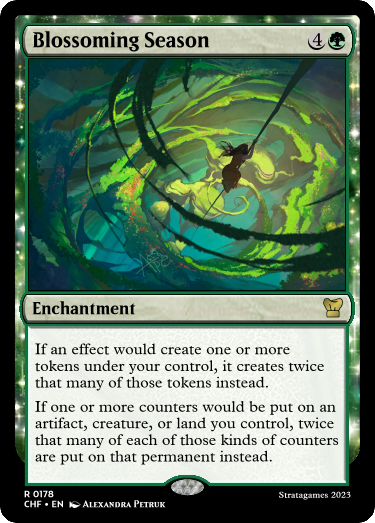 Blossoming Season 4
Enchantment
If an effect would create one or more
tokens under your control, it creates twice
that many of those tokens instead.
If one or more counters would be put on an
artifact, creature, or land you control, twice
that many of each of those kinds of counters
are put on that permanent instead.
R 0178
Stratagames 2023
CHF • EN Alexandra Petruk